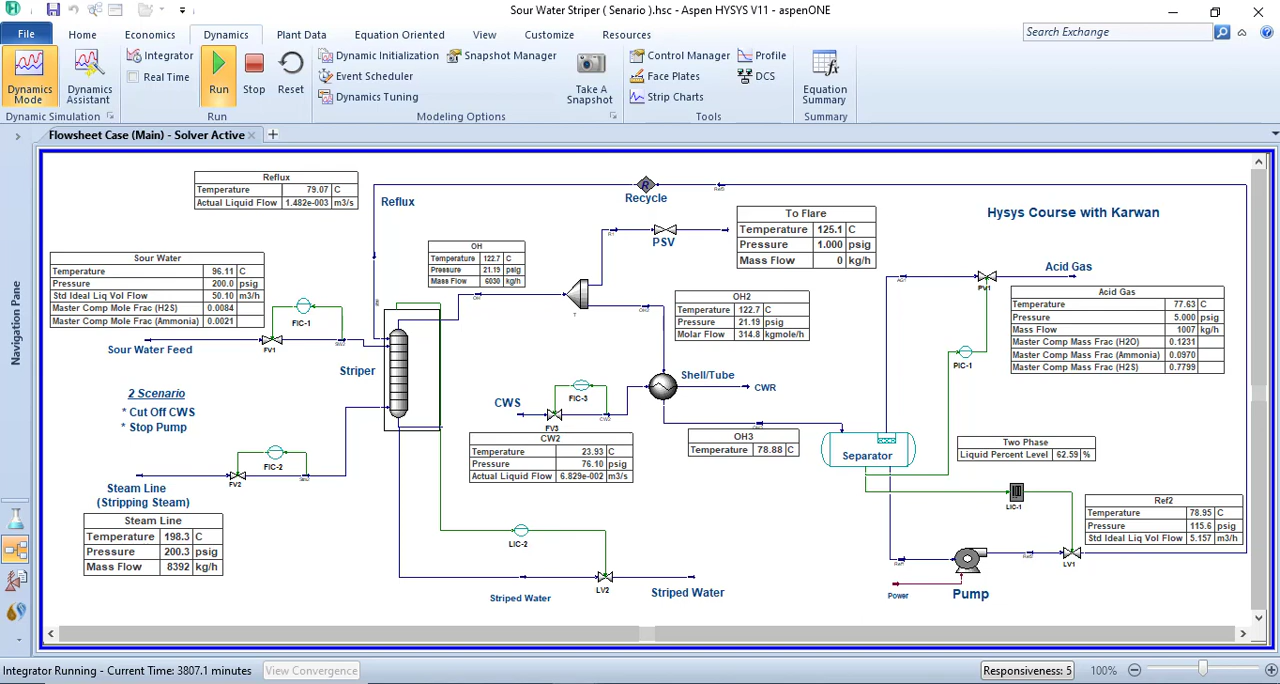 Sour Water Striper ( Senario ).hsc - Aspen HYSYS V11 - aspenONE
File Home Economics Dynamics Plant Data Equation Oriented View Customize Resources
Search Exchange
Dynamics Mode
Dynamics Assistant
Integrator
Real Time
Run
Stop
Reset
Dynamic Initialization
Event Scheduler
Dynamics Tuning
Snapshot Manager
Take A Snapshot
Control Manager
Face Plates
Strip Charts
Profile
DCS
Equation Summary
Dynamic Simulation
Run
Modeling Options
Tools
Summary
Flowsheet Case (Main) - Solver Active
Navigation Pane
Reflux
Temperature 79.07 C
Actual Liquid Flow 1.482e-003 m3/s
Reflux
R
Recycle
Hysys Course with Karwan
PSV
To Flare
Temperature 125.1 C
Pressure 1.000 psig
Mass Flow 0 kg/h
OH
Temperature 122.7 C
Pressure 21.19 psig
Mass Flow 6030 kg/h
Sour Water
Temperature 96.11 C
Pressure 200.0 psig
Std Ideal Liq Vol Flow 50.10 m3/h
Master Comp Mole Frac (H2S) 0.0084
Master Comp Mole Frac (Ammonia) 0.0021
FIC-1
FV1
Sour Water Feed
T
OH2
Temperature 122.7 C
Pressure 21.19 psig
Molar Flow 314.8 kgmole/h
Acid Gas
PV1
Acid Gas
Temperature 77.63 C
Pressure 5.000 psig
Mass Flow 1007 kg/h
Master Comp Mass Frac (H2O) 0.1231
Master Comp Mass Frac (Ammonia) 0.0970
Master Comp Mass Frac (H2S) 0.7799
PIC-1
Striper
Shell/Tube
CWR
2 Scenario
* Cut Off CWS
* Stop Pump
CWS
FIC-3
FV3
CW2
CW2
Temperature 23.93 C
Pressure 76.10 psig
Actual Liquid Flow 6.829e-002 m3/s
OH3
Temperature 78.88 C
Separator
Two Phase
Liquid Percent Level 62.59 %
FIC-2
FV2
Steam Line
(Stripping Steam)
Steam Line
Temperature 198.3 C
Pressure 200.3 psig
Mass Flow 8392 kg/h
LIC-2
LV2
Striped Water
Striped Water
LIC-1
LV1
Ref2
Temperature 78.95 C
Pressure 115.6 psig
Std Ideal Liq Vol Flow 5.157 m3/h
Power
Pump
Integrator Running - Current Time: 3807.1 minutes
View Convergence
Responsiveness: 5
100%